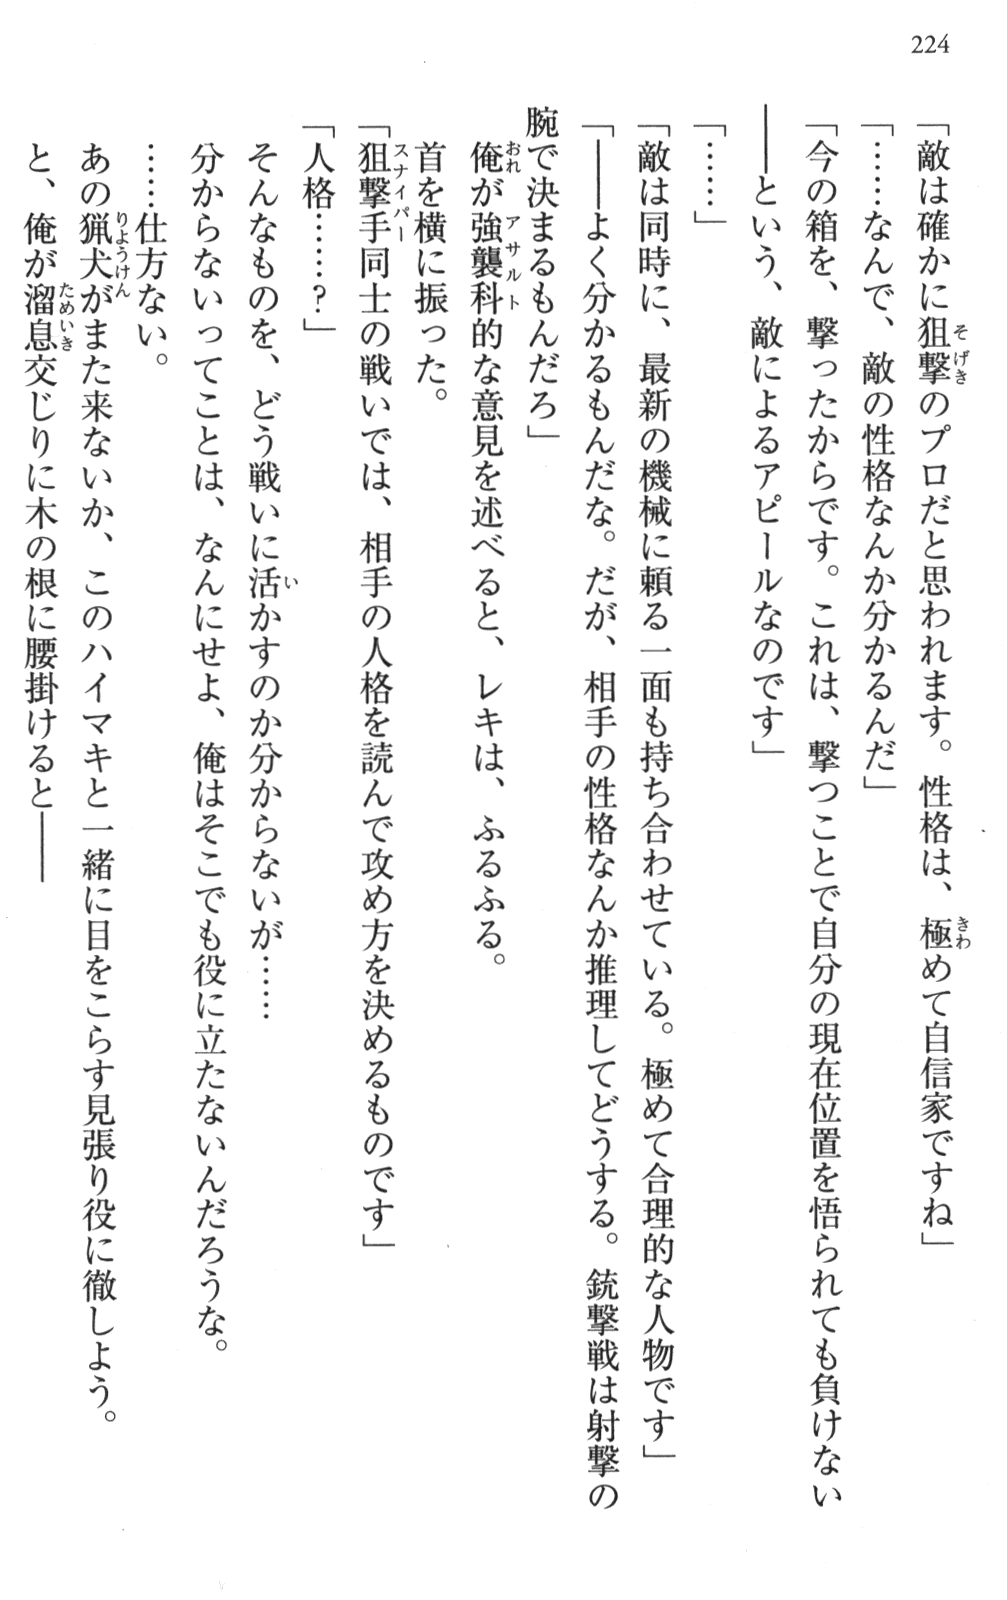 224
「敵は確かに狙撃のプロだと思われます。性格は、極めて自信家ですね」
「……なんで、敵の性格なんか分かるんだ」
「今の箱を、撃ったからです。これは、撃つことで自分の現在位置を悟られても負けない
――という、敵によるアピールなのです」
「……」
「敵は同時に、最新の機械に頼る一面も持ち合わせている。極めて合理的な人物です」
「――よく分かるもんだな。だが、相手の性格なんか推理してどうする。銃撃戦は射撃の
腕で決まるもんだろ」
俺が強襲科的な意見を述べると、レキは、ふるふる。
首を横に振った。
「狙撃手同士の戦いでは、相手の人格を読んで攻め方を決めるものです」
「人格……？」
そんなものを、どう戦いに活かすのか分からないが……
分からないってことは、なんにせよ、俺はそこでも役に立たないんだろうな。
……仕方ない。
あの猟犬がまた来ないか、このハイマキと一緒に目をこらす見張り役に徹しよう。
と、俺が溜息交じりに木の根に腰掛けると――